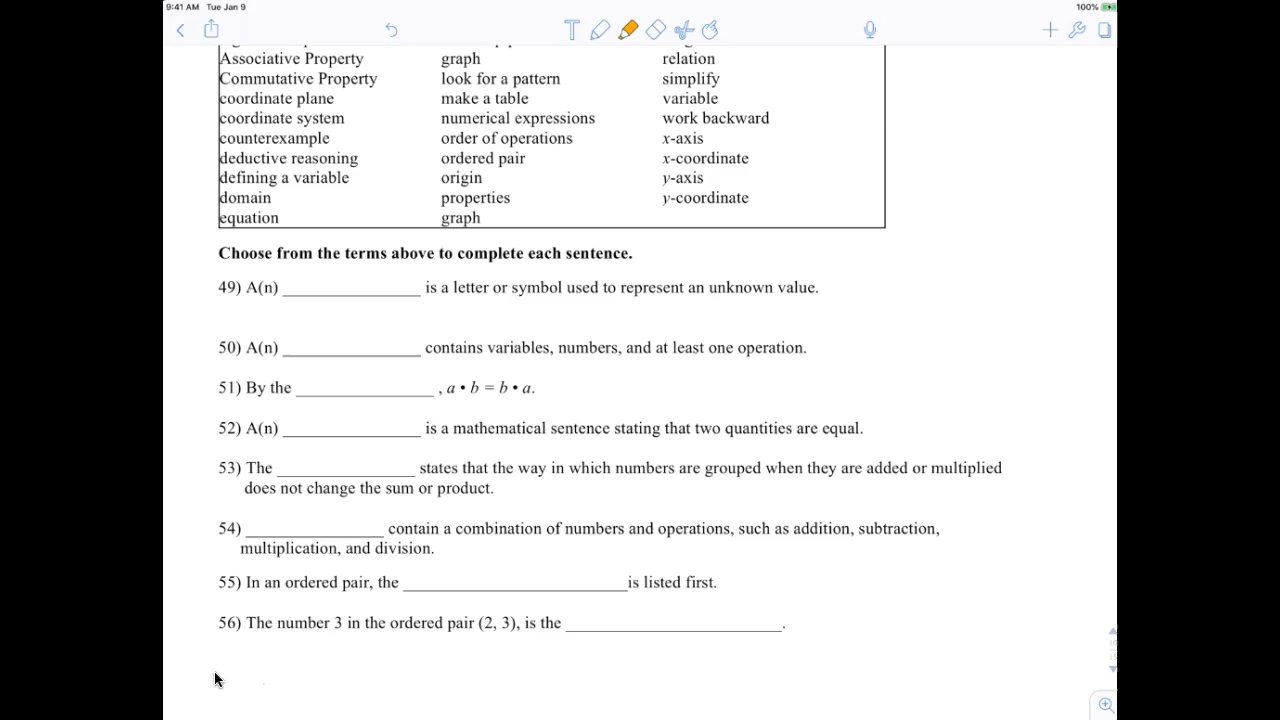 9:41 AM Tue Jan 9 100%
Associative Property graph relation
Commutative Property look for a pattern simplify
coordinate plane make a table variable
coordinate system numerical expressions work backward
counterexample order of operations x-axis
deductive reasoning ordered pair x-coordinate
defining a variable origin y-axis
domain properties y-coordinate
equation graph
Choose from the terms above to complete each sentence.
49) A(n) ________________ is a letter or symbol used to represent an unknown value.
50) A(n) ________________ contains variables, numbers, and at least one operation.
51) By the ________________ , a • b = b • a.
52) A(n) ________________ is a mathematical sentence stating that two quantities are equal.
53) The ________________ states that the way in which numbers are grouped when they are added or multiplied
does not change the sum or product.
54) ________________ contain a combination of numbers and operations, such as addition, subtraction,
multiplication, and division.
55) In an ordered pair, the __________________________is listed first.
56) The number 3 in the ordered pair (2, 3), is the _________________________.